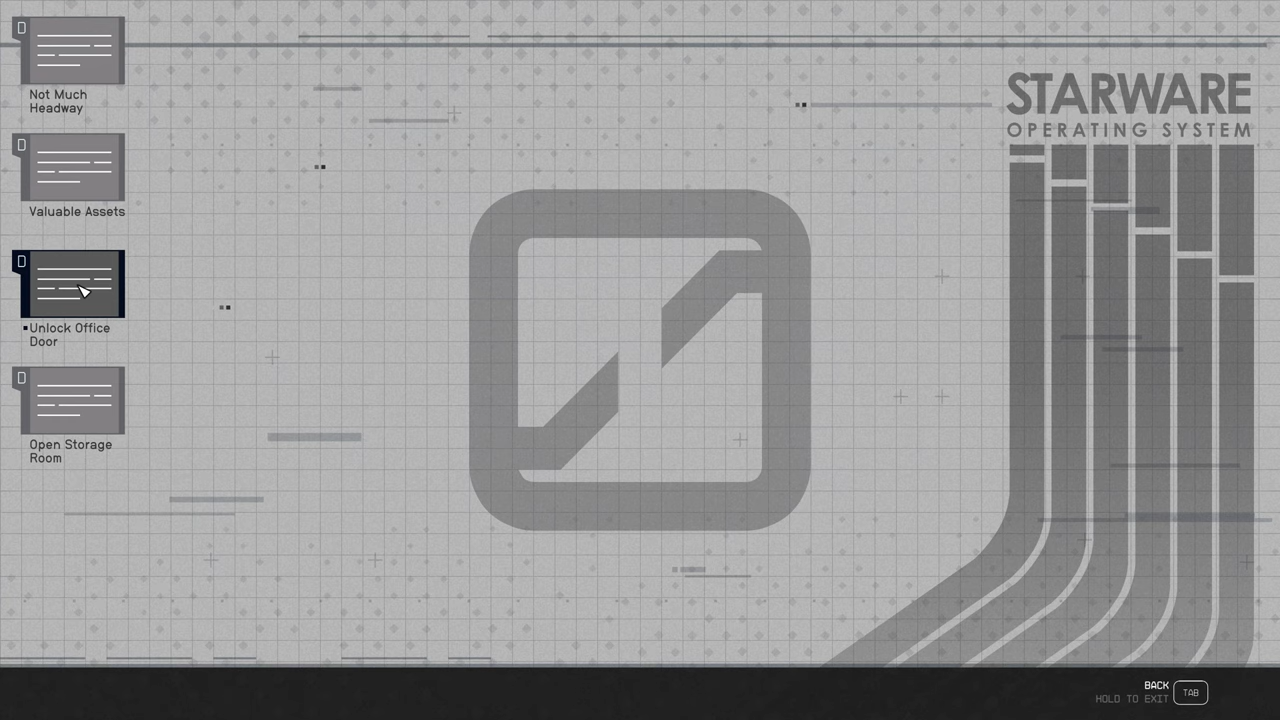 STARWARE
OPERATING SYSTEM
D
Not Much
Headway
D
Valuable Assets
D
Unlock Office
Door
D
Open Storage
Room
BACK
HOLD TO EXIT
TAB